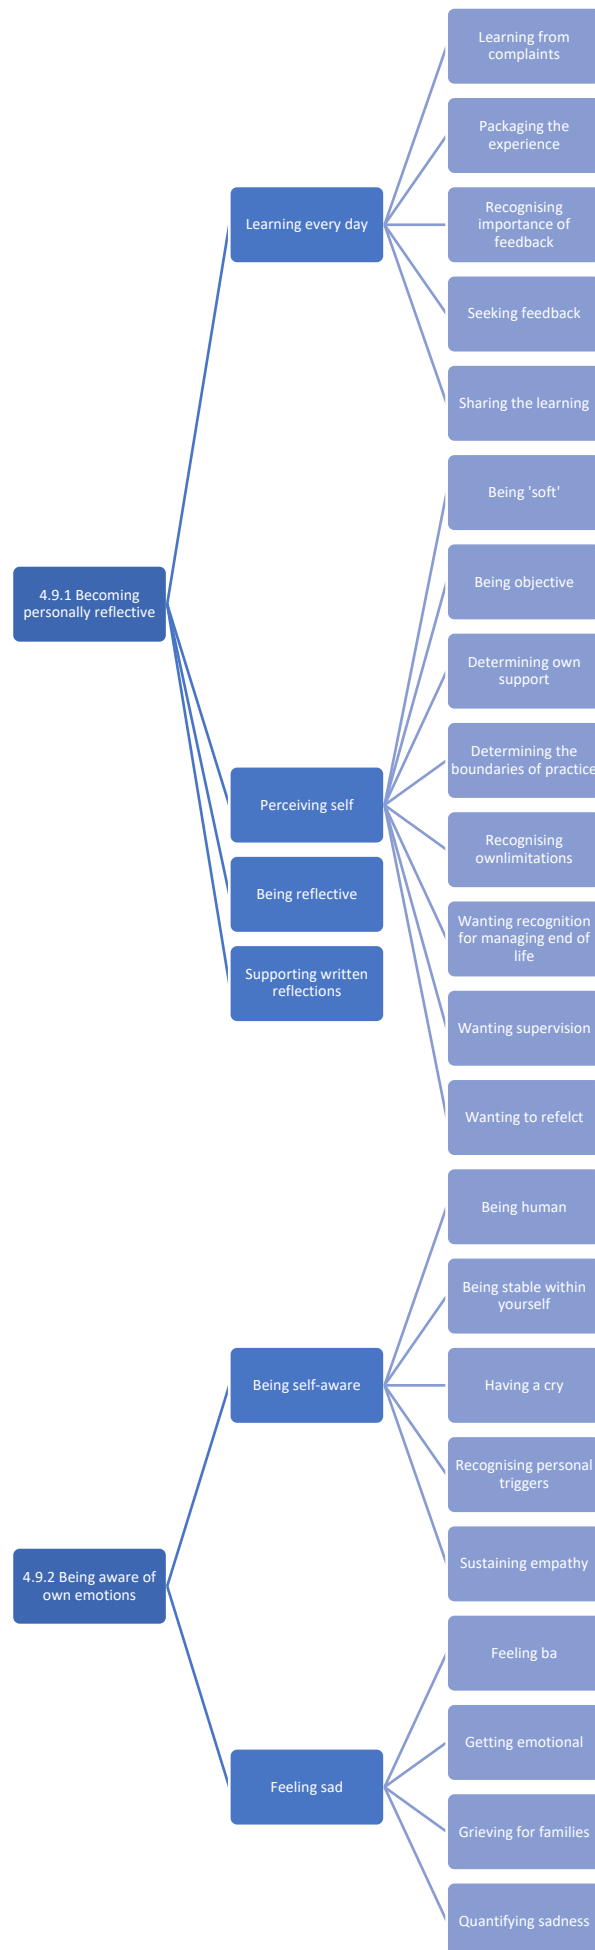 4.9.1 Becoming
personally reflective
Learning every day
Learning from
complaints
Packaging the
experience
Recognising
importance of
feedback
Seeking feedback
Sharing the learning
Perceiving self
Being 'soft'
Being objective
Determining own
support
Determining the
boundaries of practice
Recognising
ownlimitations
Wanting recognition
for managing end of
life
Wanting supervision
Wanting to refelct
Being reflective
Supporting written
reflections
4.9.2 Being aware of
own emotions
Being self-aware
Being human
Being stable within
yourself
Having a cry
Recognising personal
triggers
Sustaining empathy
Feeling sad
Feeling ba
Getting emotional
Grieving for families
Quantifying sadness